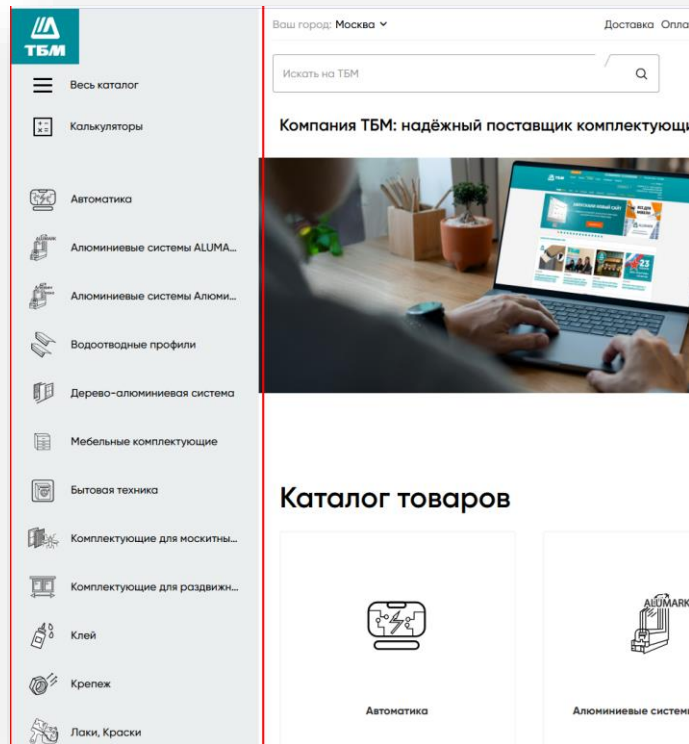 ТБМ
Весь каталог
Калькуляторы
Автоматика
Алюминиевые системы ALUMA...
Алюминиевые системы Алюми...
Водоотводные профили
Дерево-алюминиевая система
Мебельные комплектующие
Бытовая техника
Комплектующие для москитны...
Комплектующие для раздвижн...
Клей
Крепеж
Лаки, Краски
Ваш город: Москва
Доставка Опла
Искать на ТБМ
Компания ТБМ: надёжный поставщик комплектующи
Каталог товаров
ALUMARK
Автоматика
Алюминиевые систем